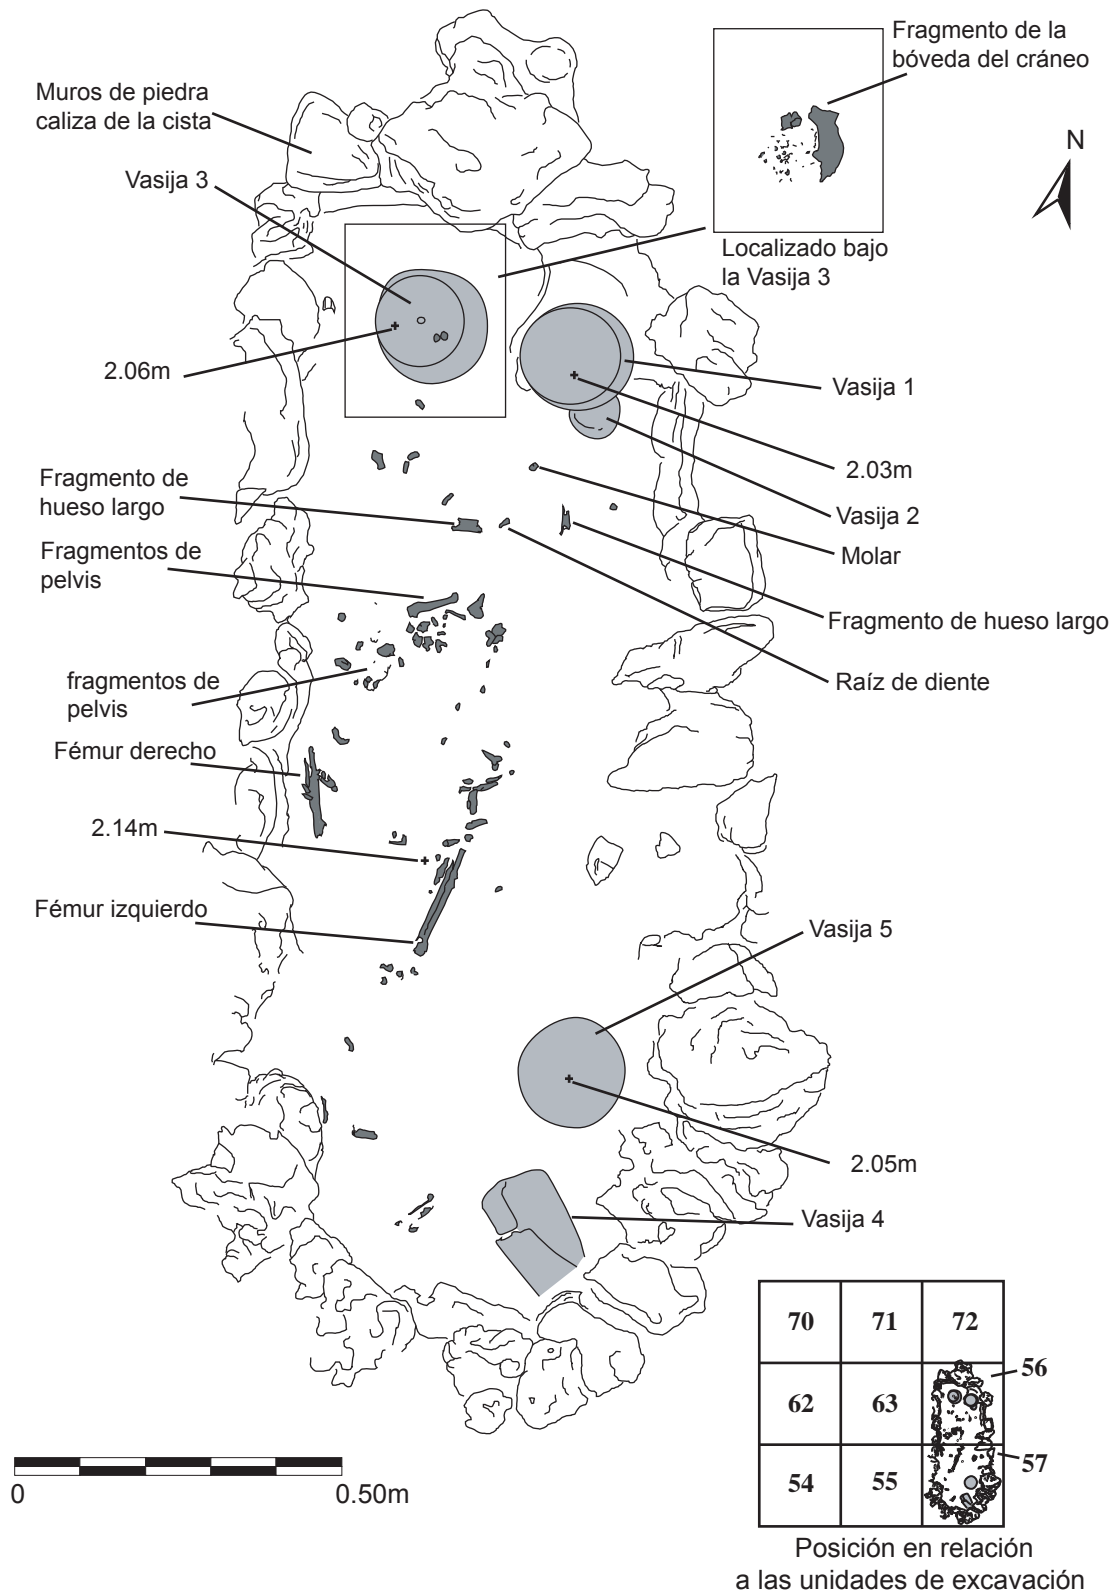 Fragmento de la
bóveda del cráneo
Muros de piedra
caliza de la cista
N
Vasija 3
Localizado bajo
la Vasija 3
2.06m
Vasija 1
2.03m
Fragmento de
hueso largo
Vasija 2
Molar
Fragmentos de
pelvis
Fragmento de hueso largo
fragmentos de
pelvis
Raíz de diente
Fémur derecho
2.14m
Fémur izquierdo
Vasija 5
2.05m
Vasija 4
70 71 72
56
62 63
57
54 55
0 0.50m
Posición en relación
a las unidades de excavación